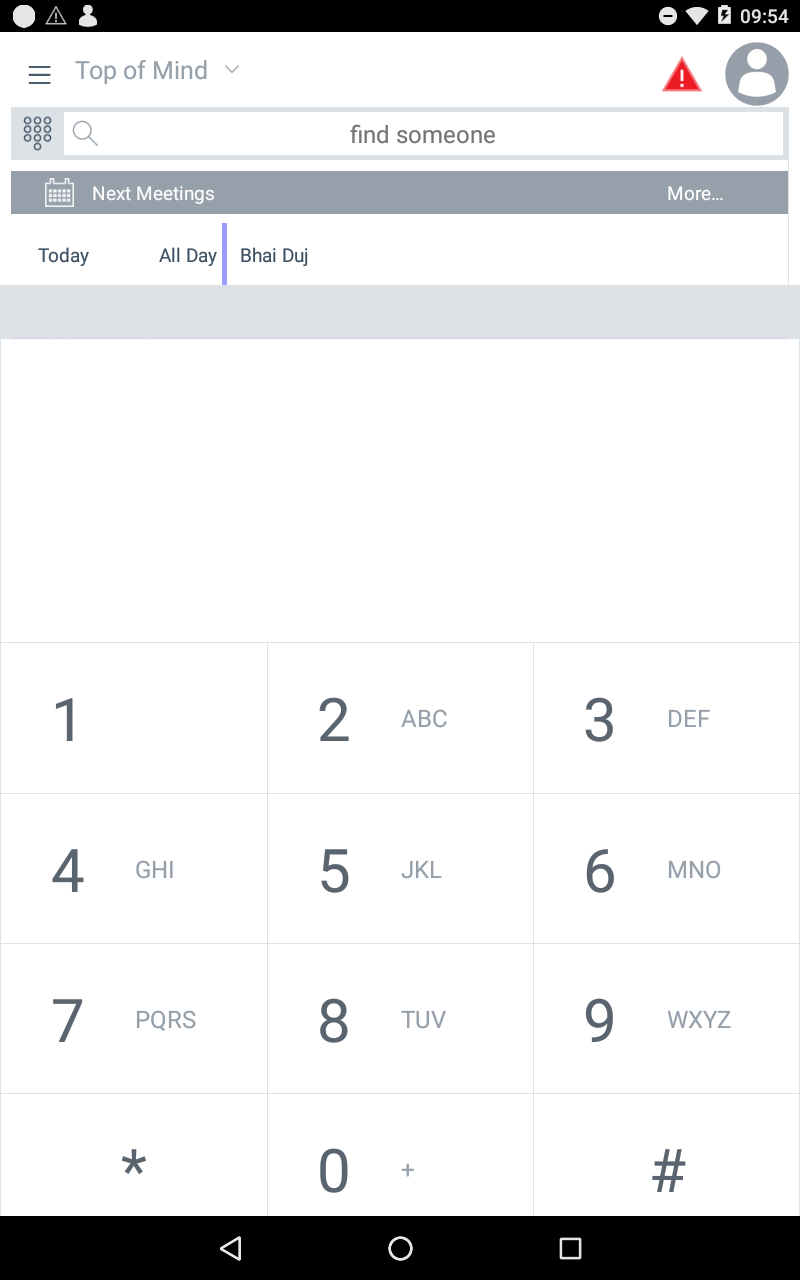 09:54
Top of Mind
find someone
Next Meetings More...
Today All Day Bhai Duj
1 2 ABC 3 DEF
4 GHI 5 JKL 6 MNO
7 PQRS 8 TUV 9 WXYZ
* 0 + #